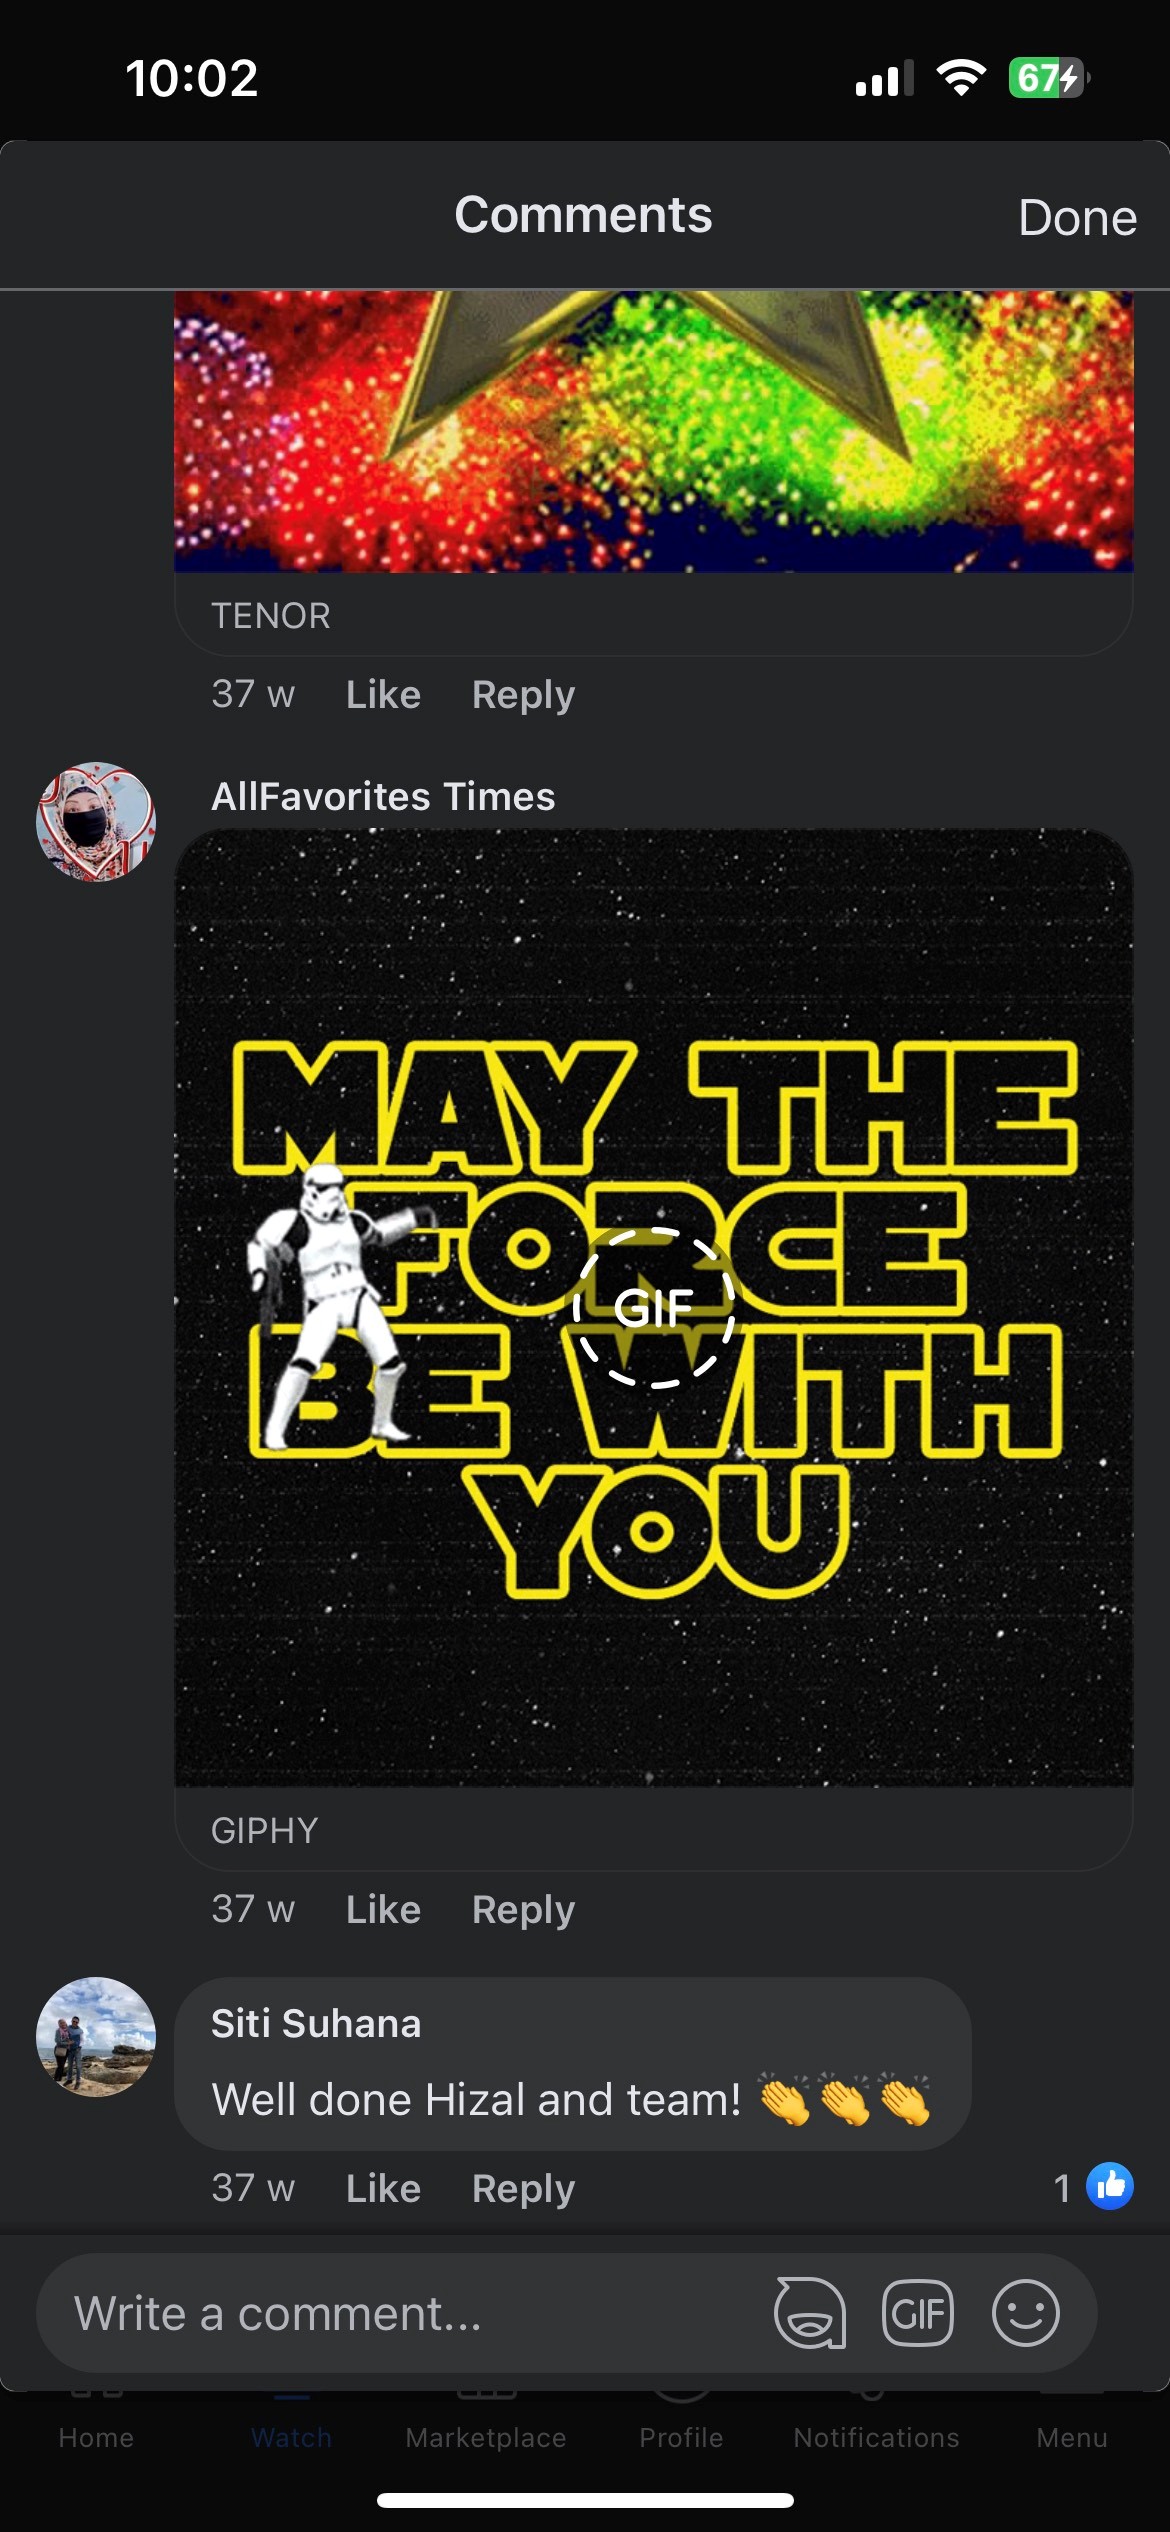 10:02
67
Comments
Done
TENOR
37 w Like Reply
AllFavorites Times
MAY THE
FORCE
BE WITH
YOU
GIF
GIPHY
37 w Like Reply
Siti Suhana
Well done Hizal and team! 👏👏👏
37 w Like Reply
1
Write a comment...
GIF
Home Watch Marketplace Profile Notifications Menu